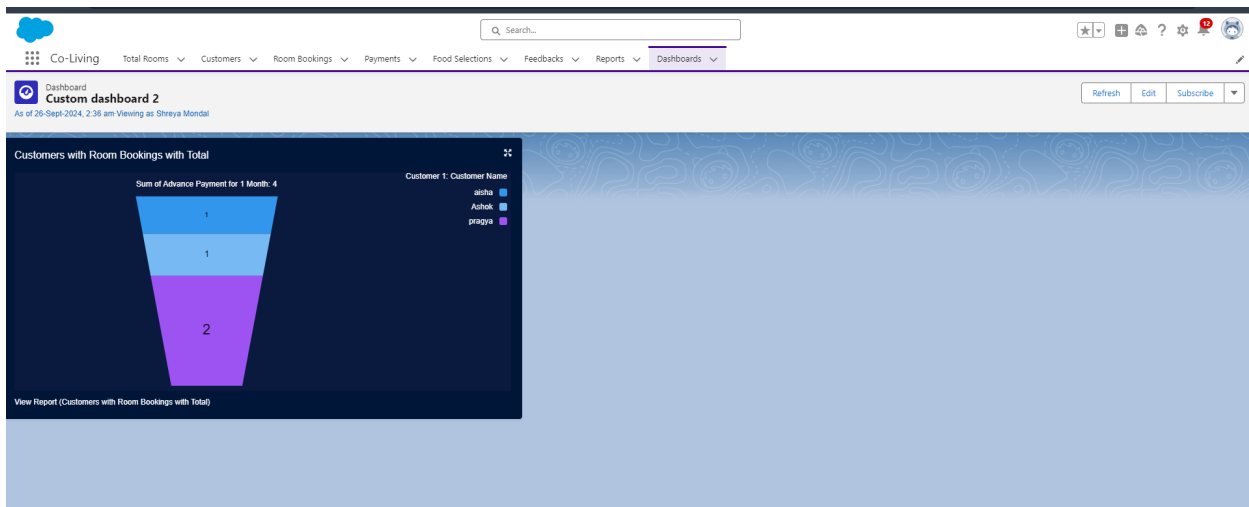 Search...
12
Co-Living
Total Rooms
Customers
Room Bookings
Payments
Food Selections
Feedbacks
Reports
Dashboards
Dashboard
Custom dashboard 2
As of 26-Sept-2024, 2:36 am·Viewing as Shreya Mondal
Refresh
Edit
Subscribe
Customers with Room Bookings with Total
Sum of Advance Payment for 1 Month: 4
1
1
2
Customer 1: Customer Name
aisha
Ashok
pragya
View Report (Customers with Room Bookings with Total)